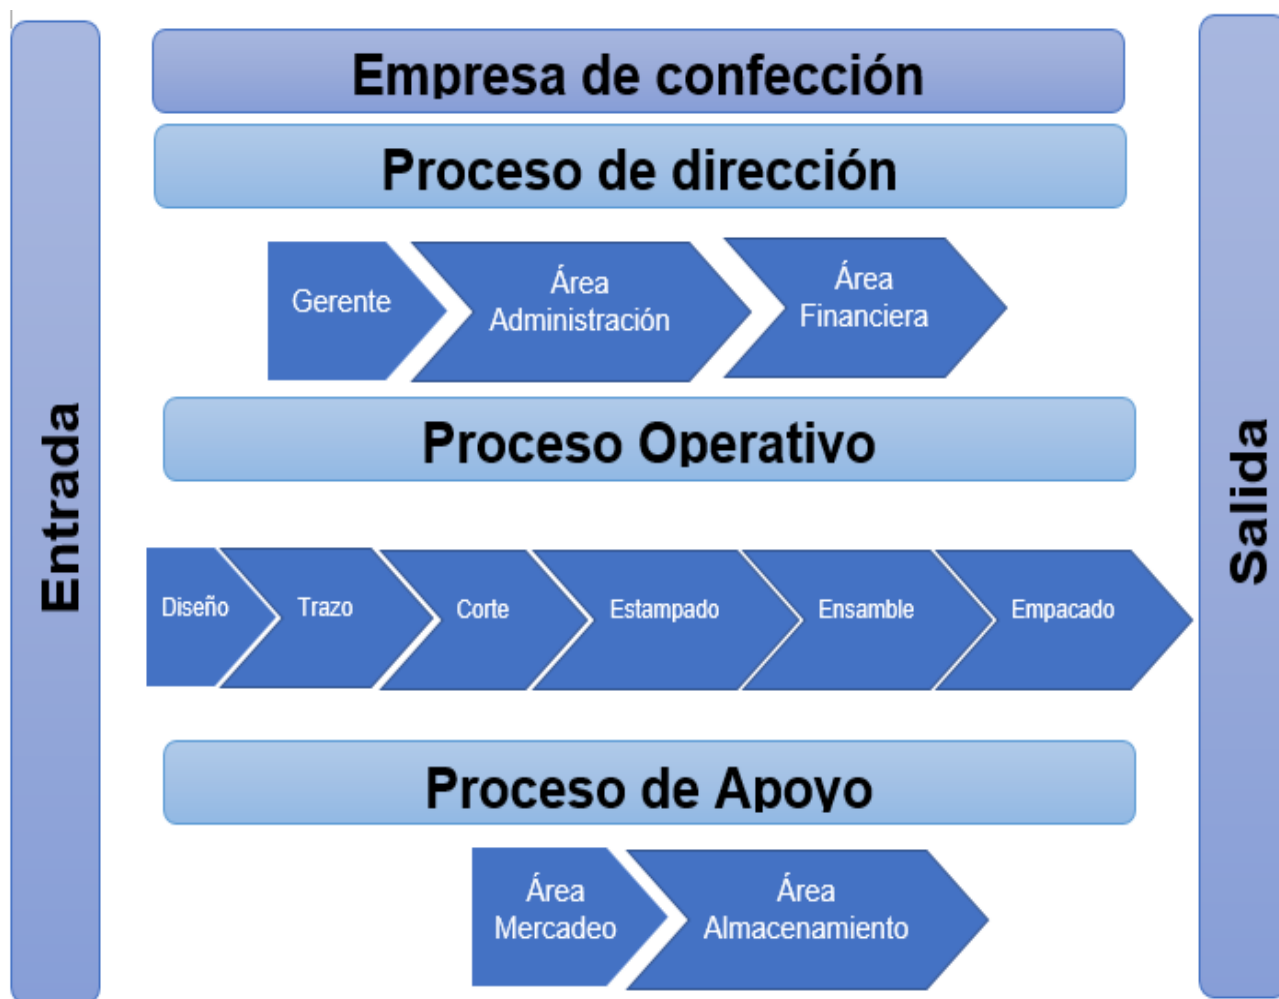 Empresa de confección
Proceso de dirección
Gerente
Área
Administración
Área
Financiera
Proceso Operativo
Entrada
Salida
Diseño
Trazo
Corte
Estampado
Ensamble
Empacado
Proceso de Apoyo
Área
Mercadeo
Área
Almacenamiento